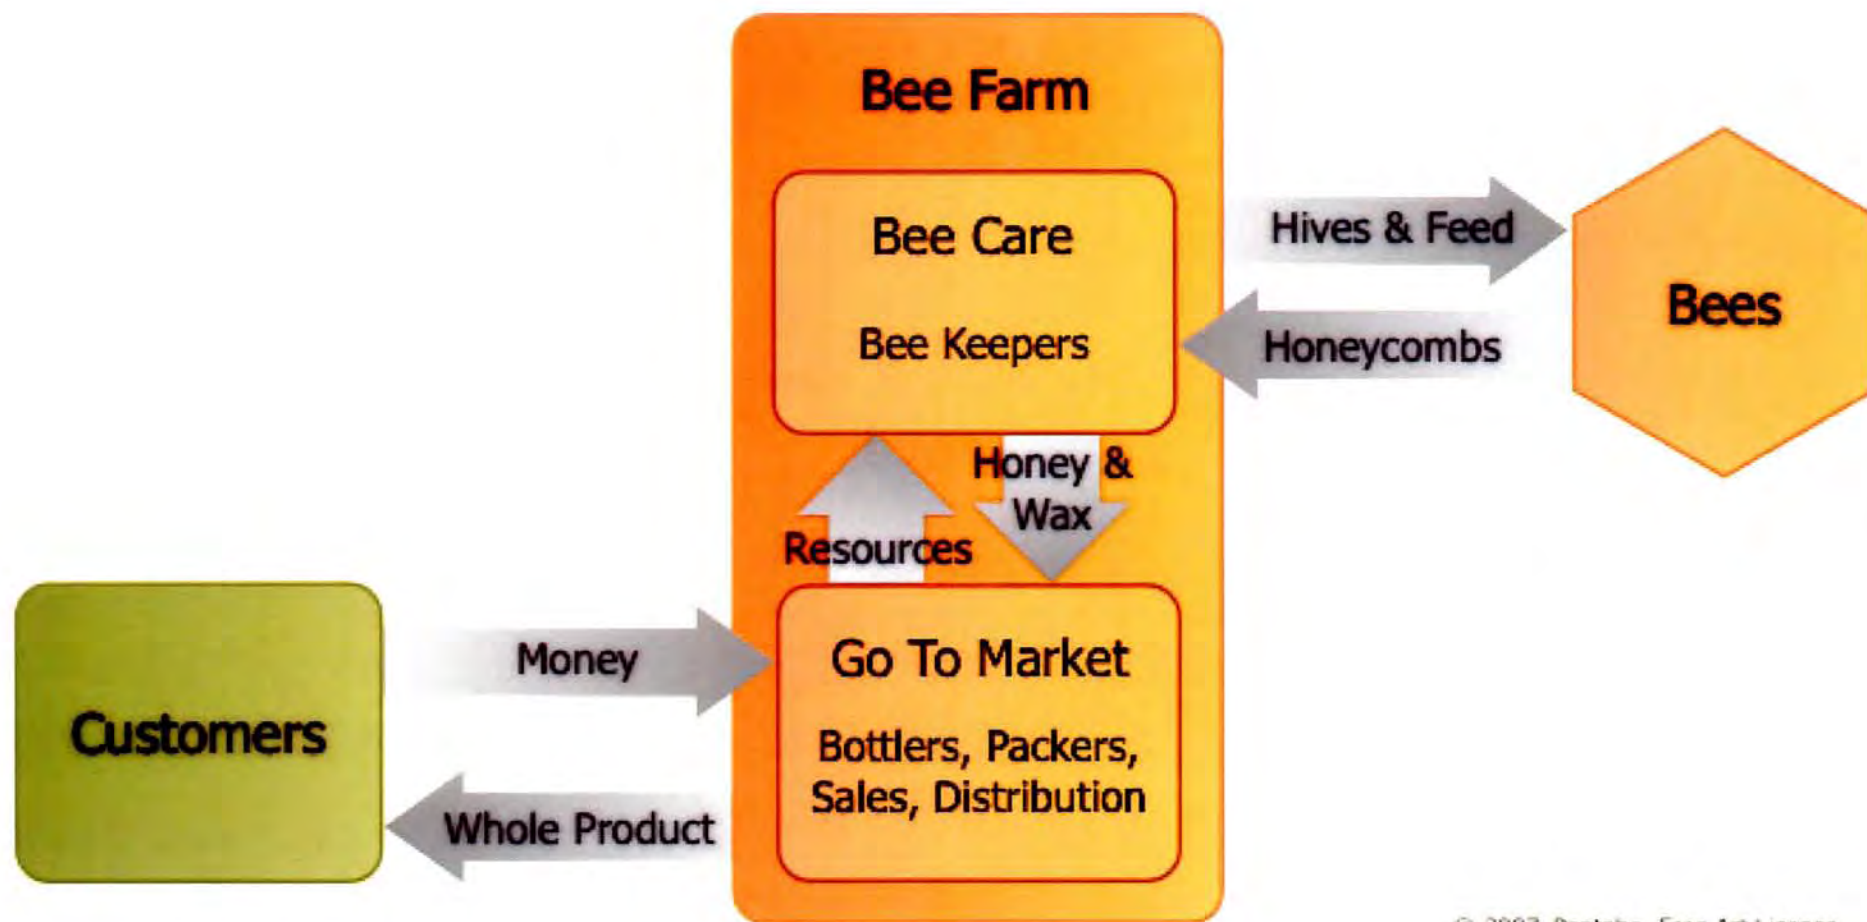 Bee Farm
Bee Care
Bee Keepers
Hives & Feed
Honeycombs
Bees
Honey &
Wax
Resources
Customers
Money
Whole Product
Go To Market
Bottlers, Packers,
Sales, Distribution